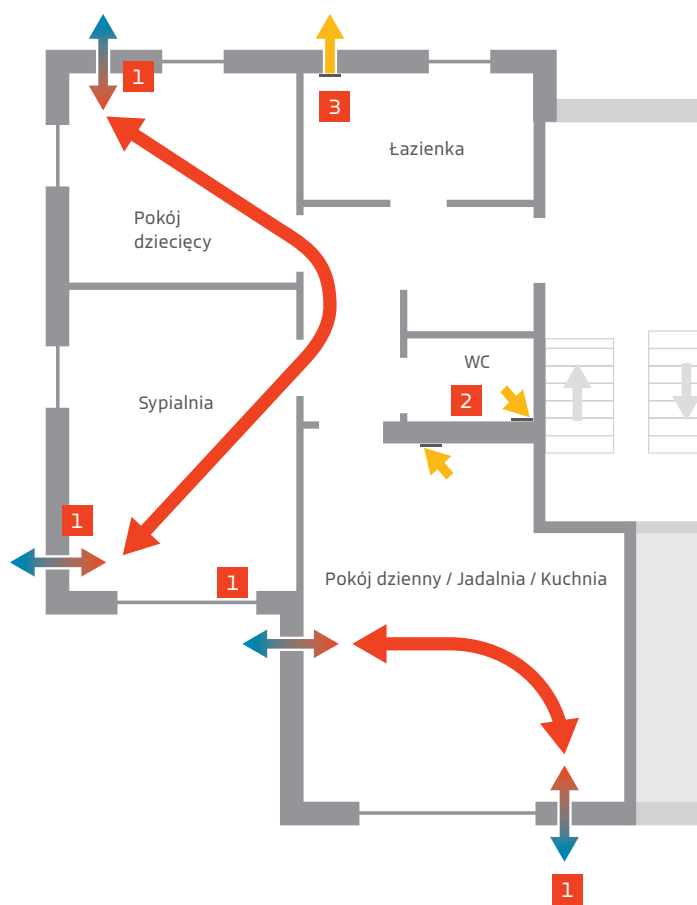 1
3
Łazienka
Pokój
dziecięcy
WC
2
Sypialnia
1
1
Pokój dzienny / Jadalnia / Kuchnia
1